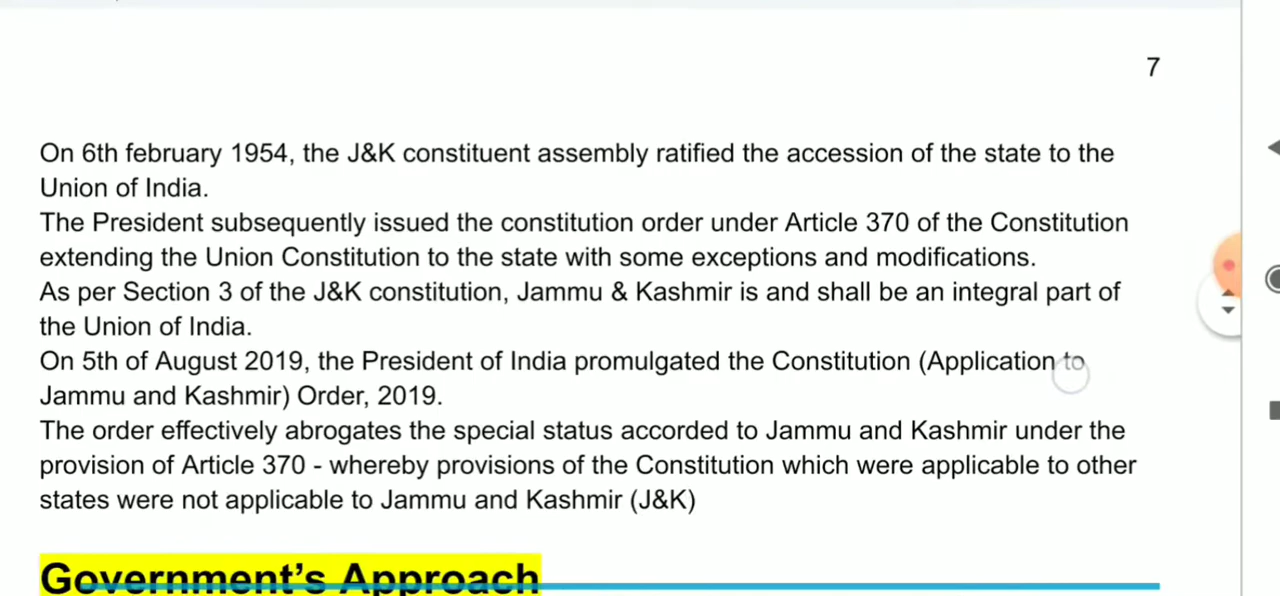 7
On 6th february 1954, the J&K constituent assembly ratified the accession of the state to the
Union of India.
The President subsequently issued the constitution order under Article 370 of the Constitution
extending the Union Constitution to the state with some exceptions and modifications.
As per Section 3 of the J&K constitution, Jammu & Kashmir is and shall be an integral part of
the Union of India.
On 5th of August 2019, the President of India promulgated the Constitution (Application to
Jammu and Kashmir) Order, 2019.
The order effectively abrogates the special status accorded to Jammu and Kashmir under the
provision of Article 370 - whereby provisions of the Constitution which were applicable to other
states were not applicable to Jammu and Kashmir (J&K)
Government's Approach